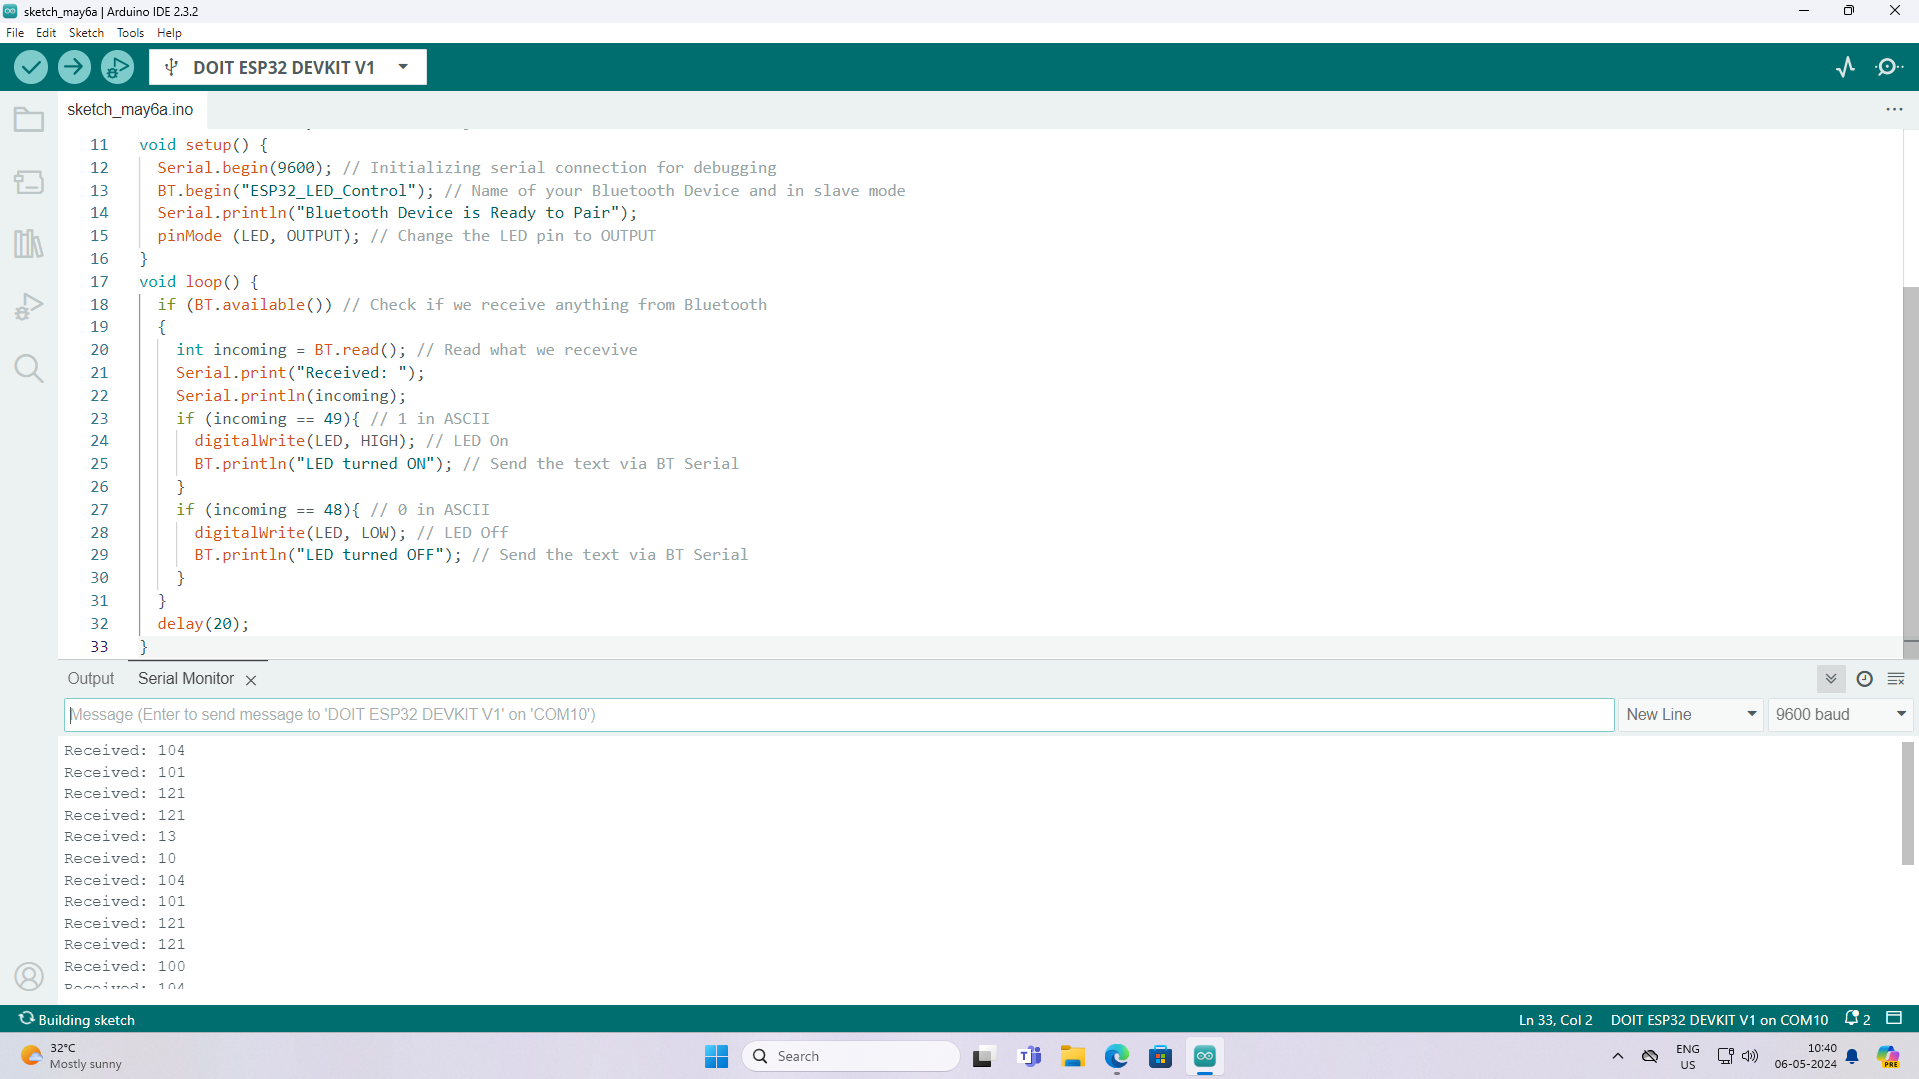 sketch_may6a | Arduino IDE 2.3.2
File Edit Sketch Tools Help
DOIT ESP32 DEVKIT V1
sketch_may6a.ino
11 void setup() {
12 Serial.begin(9600); // Initializing serial connection for debugging
13 BT.begin("ESP32_LED_Control"); // Name of your Bluetooth Device and in slave mode
14 Serial.println("Bluetooth Device is Ready to Pair");
15 pinMode (LED, OUTPUT); // Change the LED pin to OUTPUT
16 }
17 void loop() {
18 if (BT.available()) // Check if we receive anything from Bluetooth
19 {
20 int incoming = BT.read(); // Read what we recevive
21 Serial.print("Received: ");
22 Serial.println(incoming);
23 if (incoming == 49){ // 1 in ASCII
24 digitalWrite(LED, HIGH); // LED On
25 BT.println("LED turned ON"); // Send the text via BT Serial
26 }
27 if (incoming == 48){ // 0 in ASCII
28 digitalWrite(LED, LOW); // LED Off
29 BT.println("LED turned OFF"); // Send the text via BT Serial
30 }
31 }
32 delay(20);
33 }
Output Serial Monitor
Message (Enter to send message to 'DOIT ESP32 DEVKIT V1' on 'COM10') New Line 9600 baud
Received: 104
Received: 101
Received: 121
Received: 121
Received: 13
Received: 10
Received: 104
Received: 101
Received: 121
Received: 121
Received: 100
Received: 104
Building sketch Ln 33, Col 2 DOIT ESP32 DEVKIT V1 on COM10 2
32°C
Mostly sunny
Search
ENG
US
10:40
06-05-2024
PRE